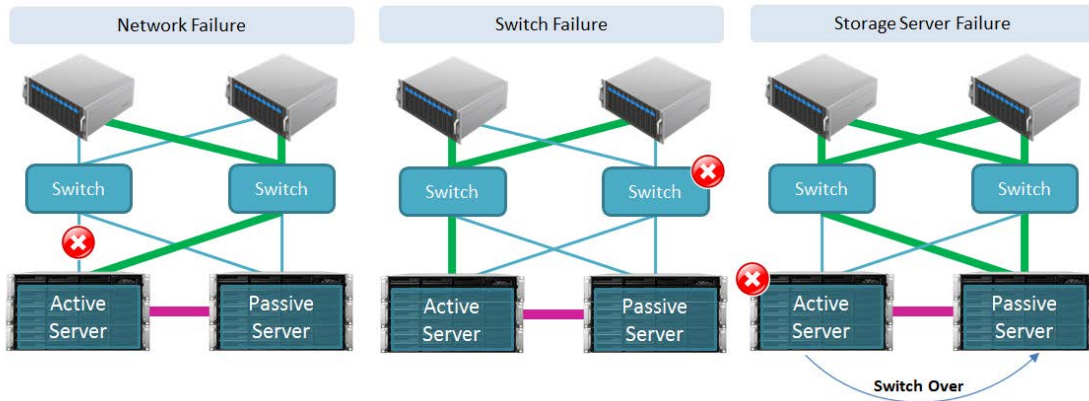 Network Failure
Switch Failure
Storage Server Failure
Switch
Switch
Switch
Switch
Switch
Switch
Active
Server
Passive
Server
Active
Server
Passive
Server
Active
Server
Passive
Server
Switch Over